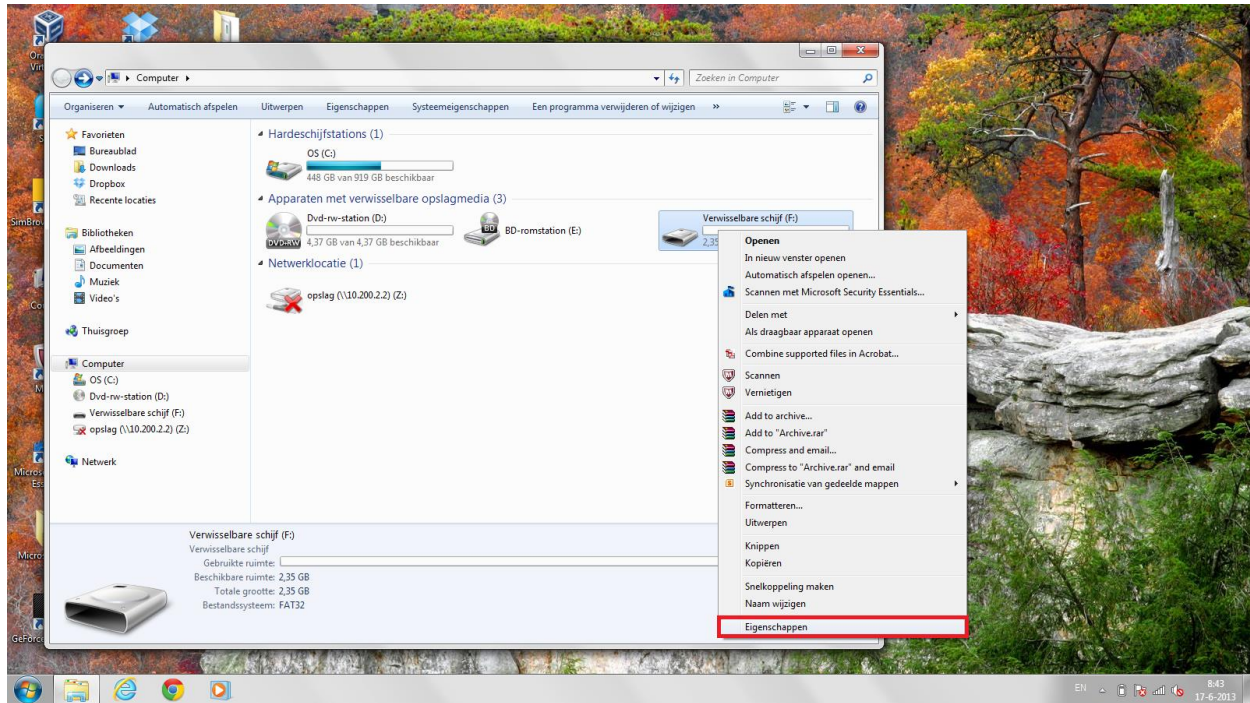 Computer
Zoeken in Computer
Organiseren
Automatisch afspelen
Uitwerpen
Eigenschappen
Systeemeigenschappen
Een programma verwijderen of wijzigen
»
Favorieten
Bureaublad
Downloads
Dropbox
Recente locaties
Bibliotheken
Afbeeldingen
Documenten
Muziek
Video's
Thuisgroep
Computer
OS (C:)
Dvd-rw-station (D:)
Verwisselbare schijf (F:)
opslag (\\10.200.2.2) (Z:)
Netwerk
Hardeschijfstations (1)
OS (C:)
448 GB van 919 GB beschikbaar
Apparaten met verwisselbare opslagmedia (3)
Dvd-rw-station (D:)
DVD-RW
4,37 GB van 4,37 GB beschikbaar
BD
BD-romstation (E:)
Verwisselbare schijf (F:)
Netwerklocatie (1)
opslag (\\10.200.2.2) (Z:)
Openen
In nieuw venster openen
Automatisch afspelen openen...
Scannen met Microsoft Security Essentials...
Delen met
Als draagbaar apparaat openen
Combine supported files in Acrobat...
Scannen
Vernietigen
Add to archive...
Add to "Archive.rar"
Compress and email...
Compress to "Archive.rar" and email
Synchronisatie van gedeelde mappen
Formatteren...
Uitwerpen
Knippen
Kopiëren
Snelkoppeling maken
Naam wijzigen
Eigenschappen
Verwisselbare schijf (F:)
Verwisselbare schijf
Gebruikte ruimte:
Beschikbare ruimte: 2,35 GB
Totale grootte: 2,35 GB
Bestandssysteem: FAT32
EN
8:43
17-6-2013